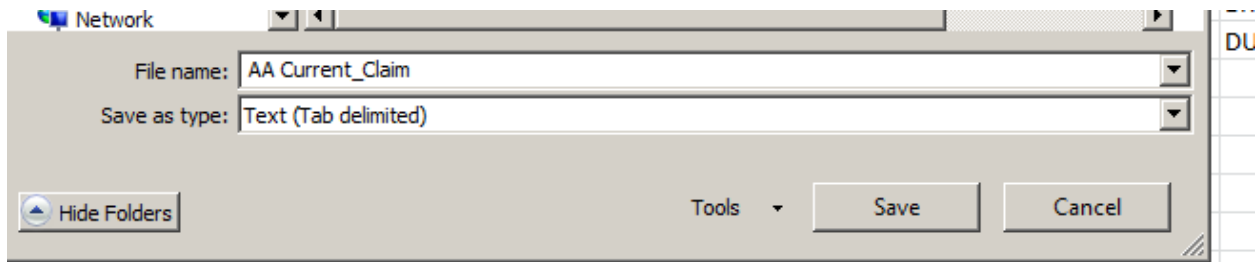 Network
DU
File name: AA Current_Claim
Save as type: Text (Tab delimited)
Hide Folders Tools Save Cancel